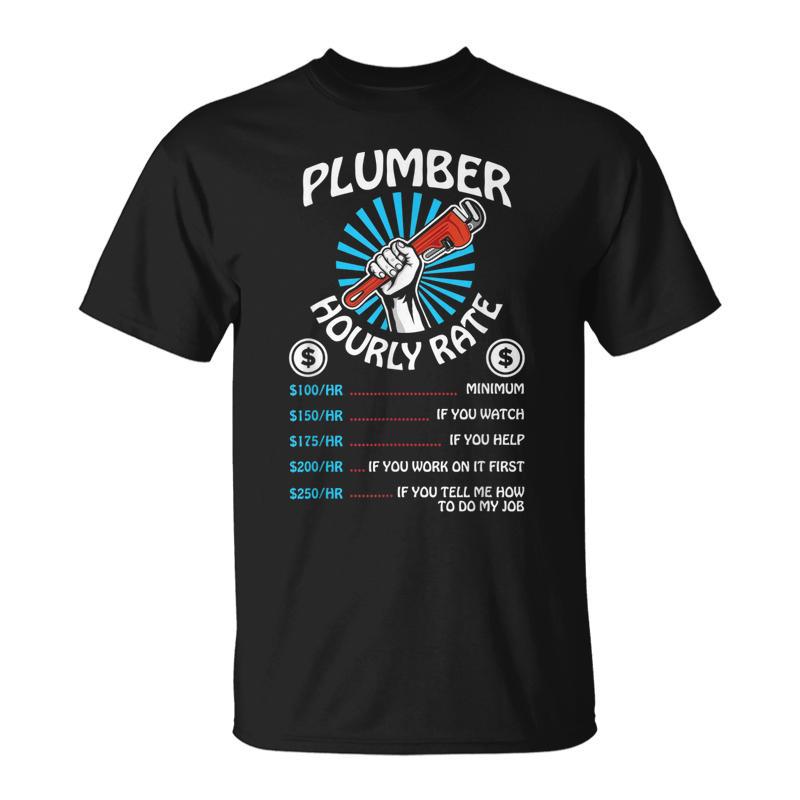 PLUMBER
HOURLY RATE
$ $
$100/HR ........................... MINIMUM
$150/HR .................... IF YOU WATCH
$175/HR ....................... IF YOU HELP
$200/HR .... IF YOU WORK ON IT FIRST
$250/HR ........... IF YOU TELL ME HOW
TO DO MY JOB